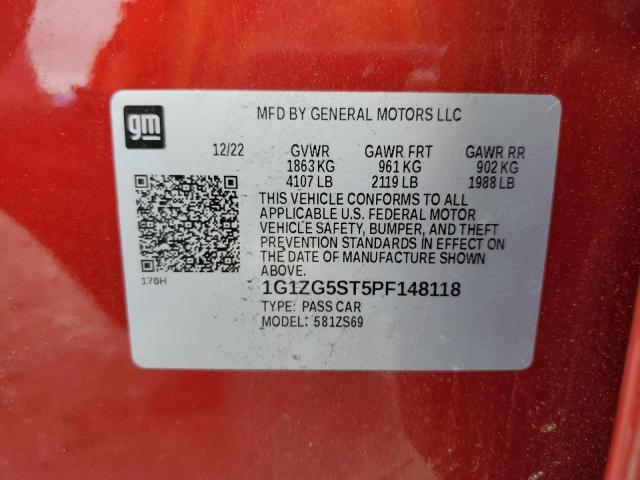 gm
MFD BY GENERAL MOTORS LLC
12/22 GVWR GAWR FRT GAWR RR
1863 KG 961 KG 902 KG
4107 LB 2119 LB 1988 LB
THIS VEHICLE CONFORMS TO ALL
APPLICABLE U.S. FEDERAL MOTOR
VEHICLE SAFETY, BUMPER, AND THEFT
PREVENTION STANDARDS IN EFFECT ON
THE DATE OF MANUFACTURE SHOWN
ABOVE.
170H
1G1ZG5ST5PF148118
TYPE: PASS CAR
MODEL: 581ZS69